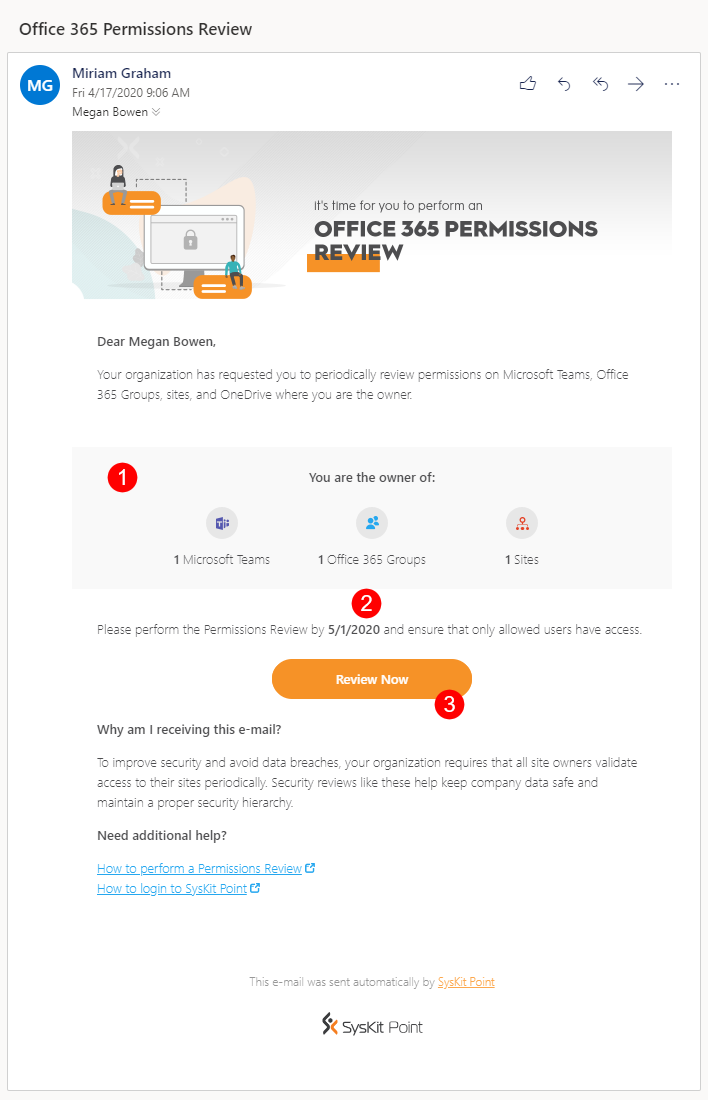 Office 365 Permissions Review
MG
Miriam Graham
Fri 4/17/2020 9:06 AM
Megan Bowen
It's time for you to perform an
OFFICE 365 PERMISSIONS
REVIEW
Dear Megan Bowen,
Your organization has requested you to periodically review permissions on Microsoft Teams, Office
365 Groups, sites, and OneDrive where you are the owner.
1
You are the owner of:
1 Microsoft Teams
1 Office 365 Groups
1 Sites
2
Please perform the Permissions Review by 5/1/2020 and ensure that only allowed users have access.
Review Now
3
Why am I receiving this e-mail?
To improve security and avoid data breaches, your organization requires that all site owners validate
access to their sites periodically. Security reviews like these help keep company data safe and
maintain a proper security hierarchy.
Need additional help?
How to perform a Permissions Review
How to login to SysKit Point
This e-mail was sent automatically by SysKit Point
SysKit Point